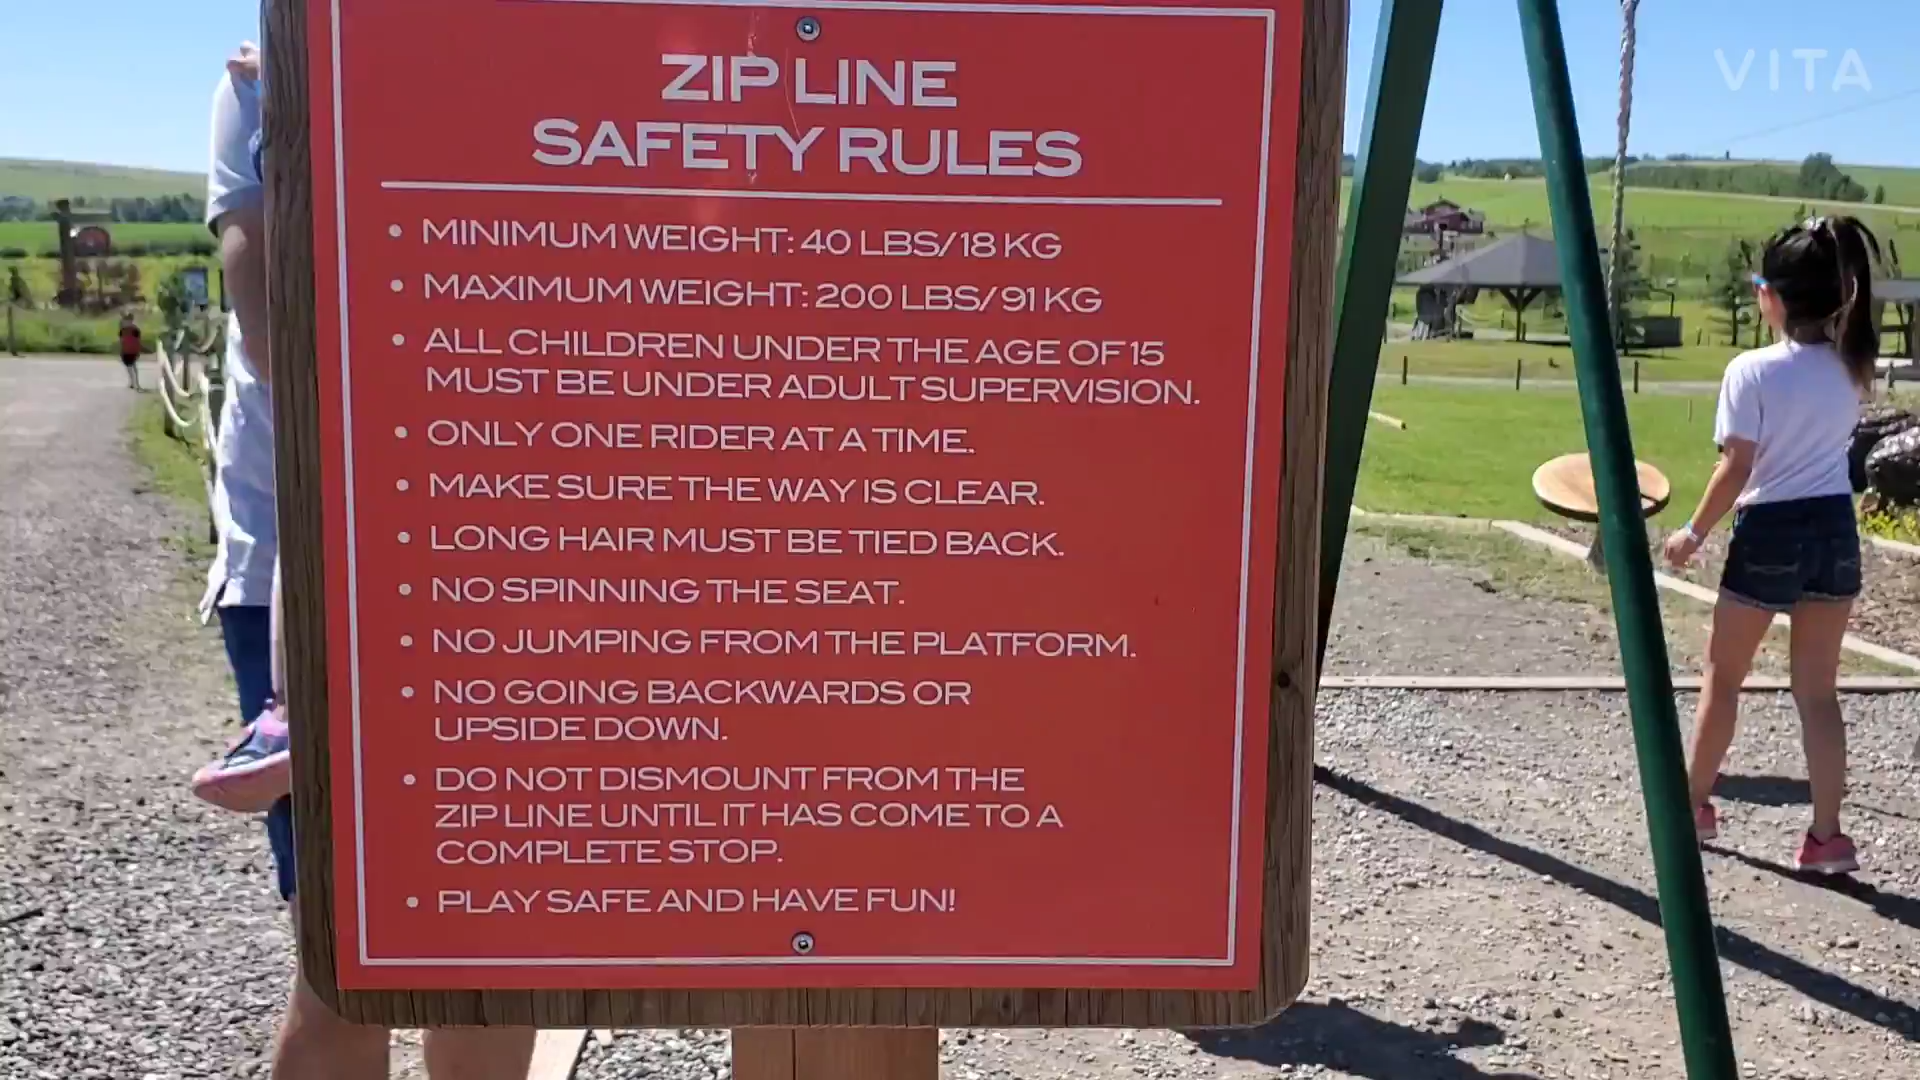 VITA
ZIP LINE
SAFETY RULES
• MINIMUM WEIGHT: 40 LBS/18 KG
• MAXIMUM WEIGHT: 200 LBS/91 KG
• ALL CHILDREN UNDER THE AGE OF 15
MUST BE UNDER ADULT SUPERVISION.
• ONLY ONE RIDER AT A TIME.
• MAKE SURE THE WAY IS CLEAR.
• LONG HAIR MUST BE TIED BACK.
• NO SPINNING THE SEAT.
• NO JUMPING FROM THE PLATFORM.
• NO GOING BACKWARDS OR
UPSIDE DOWN.
• DO NOT DISMOUNT FROM THE
ZIP LINE UNTIL IT HAS COME TO A
COMPLETE STOP.
• PLAY SAFE AND HAVE FUN!